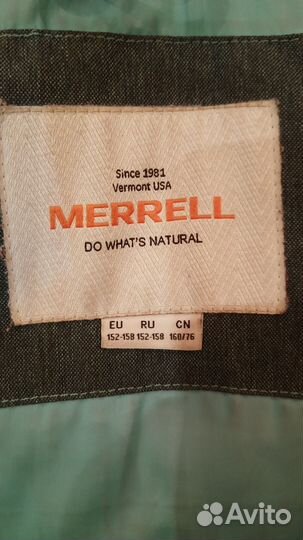 Since 1981
Vermont USA
MERRELL
DO WHAT'S NATURAL
EU RU CN
152-158 152-158 160/76
Avito